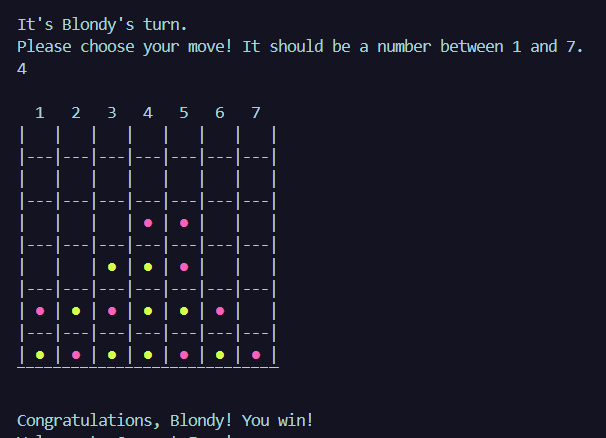 It's Blondy's turn.
Please choose your move! It should be a number between 1 and 7.
4
1 2 3 4 5 6 7
Congratulations, Blondy! You win!